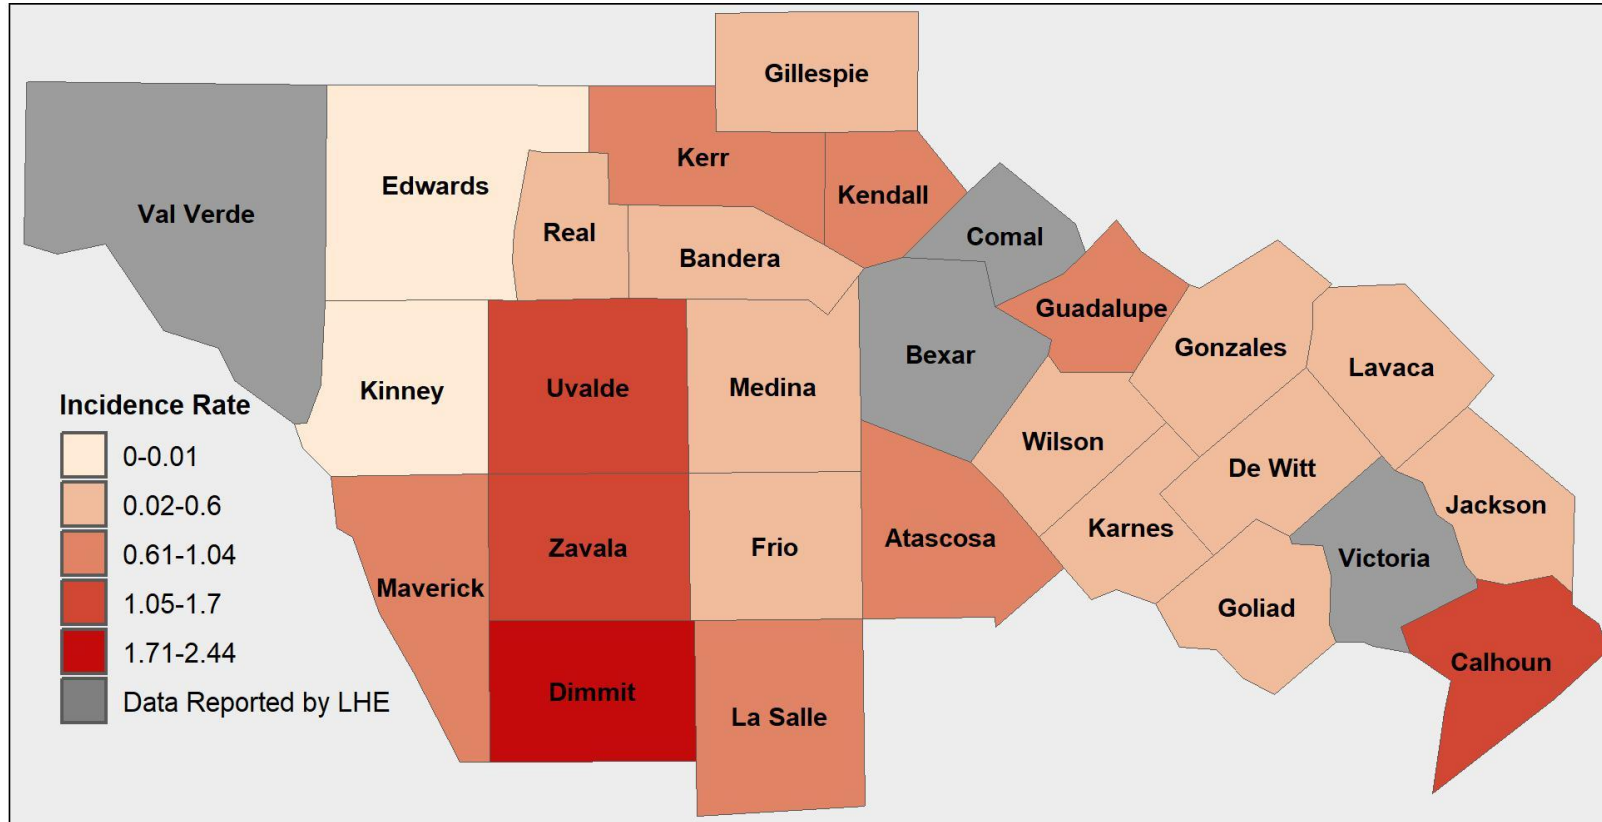 Gillespie
Kerr
Edwards
Kendall
Val Verde
Real
Comal
Bandera
Guadalupe
Gonzales
Bexar
Lavaca
Kinney
Uvalde
Medina
Wilson
De Witt
Jackson
Karnes
Atascosa
Zavala
Frio
Victoria
Maverick
Goliad
Calhoun
Dimmit
La Salle
Incidence Rate
0-0.01
0.02-0.6
0.61-1.04
1.05-1.7
1.71-2.44
Data Reported by LHE